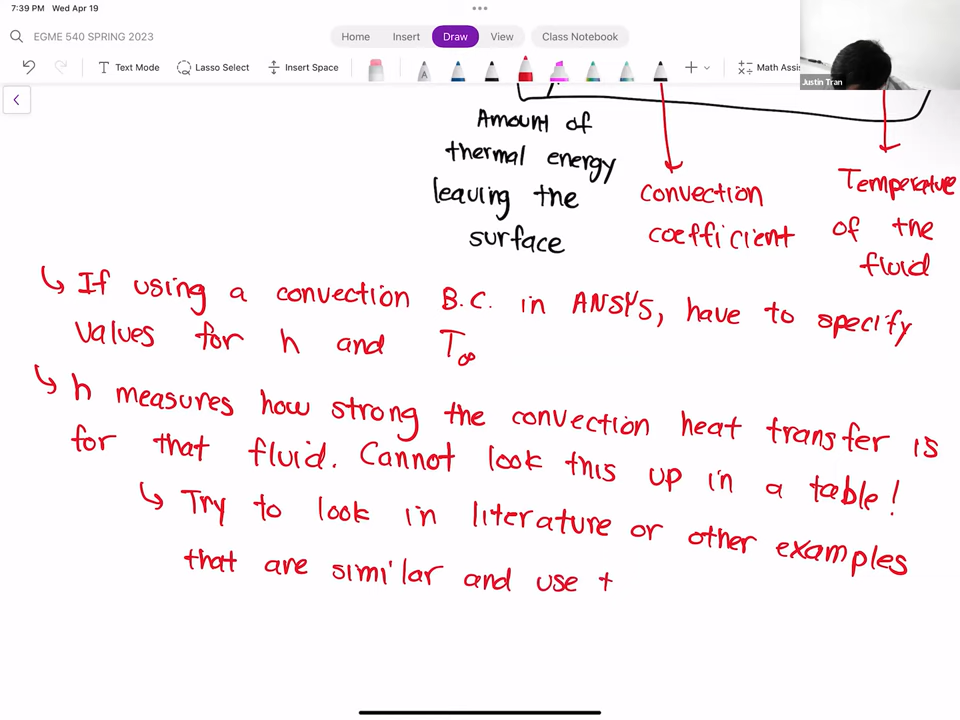 7:39 PM Wed Apr 19
EGME 540 SPRING 2023
Home Insert Draw View Class Notebook
Text Mode Lasso Select Insert Space Math Assis
Justin Tran
Amount of
thermal energy
leaving the
surface
Convection
coefficient
Temperature
of the
fluid
If using a convection B.C. in ANSYS, have to specify
values for h and T∞
h measures how strong the convection heat transfer is
for that fluid. Cannot look this up in a table!
Try to look in literature or other examples
that are similar and use t